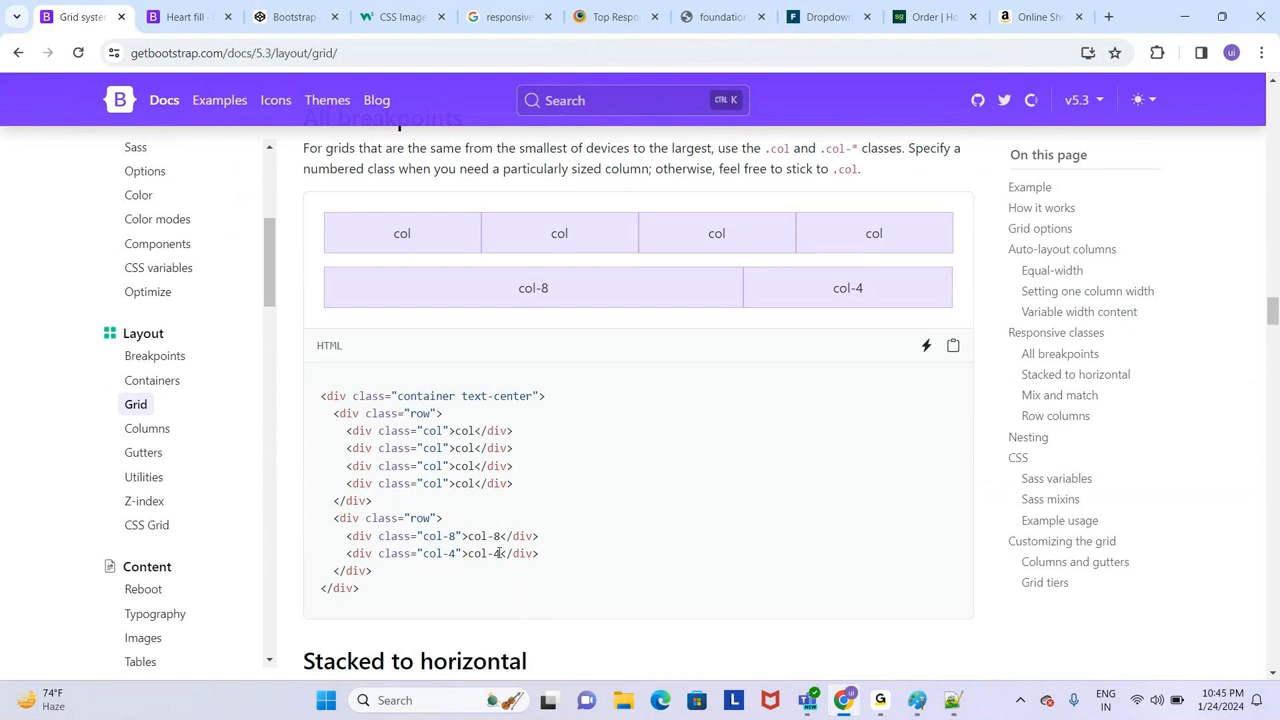 Grid syster
Heart fill -
Bootstrap
CSS Image
responsive
Top Respo
foundation
Dropdown
Order | Ho
Online Sho
getbootstrap.com/docs/5.3/layout/grid/
ui
B Docs Examples Icons Themes Blog
Search CTRL K
v5.3
Sass
Options
Color
Color modes
Components
CSS variables
Optimize
Layout
Breakpoints
Containers
Grid
Columns
Gutters
Utilities
Z-index
CSS Grid
Content
Reboot
Typography
Images
Tables
All breakpoints
For grids that are the same from the smallest of devices to the largest, use the .col and .col-* classes. Specify a
numbered class when you need a particularly sized column; otherwise, feel free to stick to .col.
col col col col
col-8 col-4
HTML
<div class="container text-center">
<div class="row">
<div class="col">col</div>
<div class="col">col</div>
<div class="col">col</div>
<div class="col">col</div>
</div>
<div class="row">
<div class="col-8">col-8</div>
<div class="col-4">col-4</div>
</div>
</div>
Stacked to horizontal
On this page
Example
How it works
Grid options
Auto-layout columns
Equal-width
Setting one column width
Variable width content
Responsive classes
All breakpoints
Stacked to horizontal
Mix and match
Row columns
Nesting
CSS
Sass variables
Sass mixins
Example usage
Customizing the grid
Columns and gutters
Grid tiers
74°F
Haze
Search
ENG
IN
10:45 PM
1/24/2024